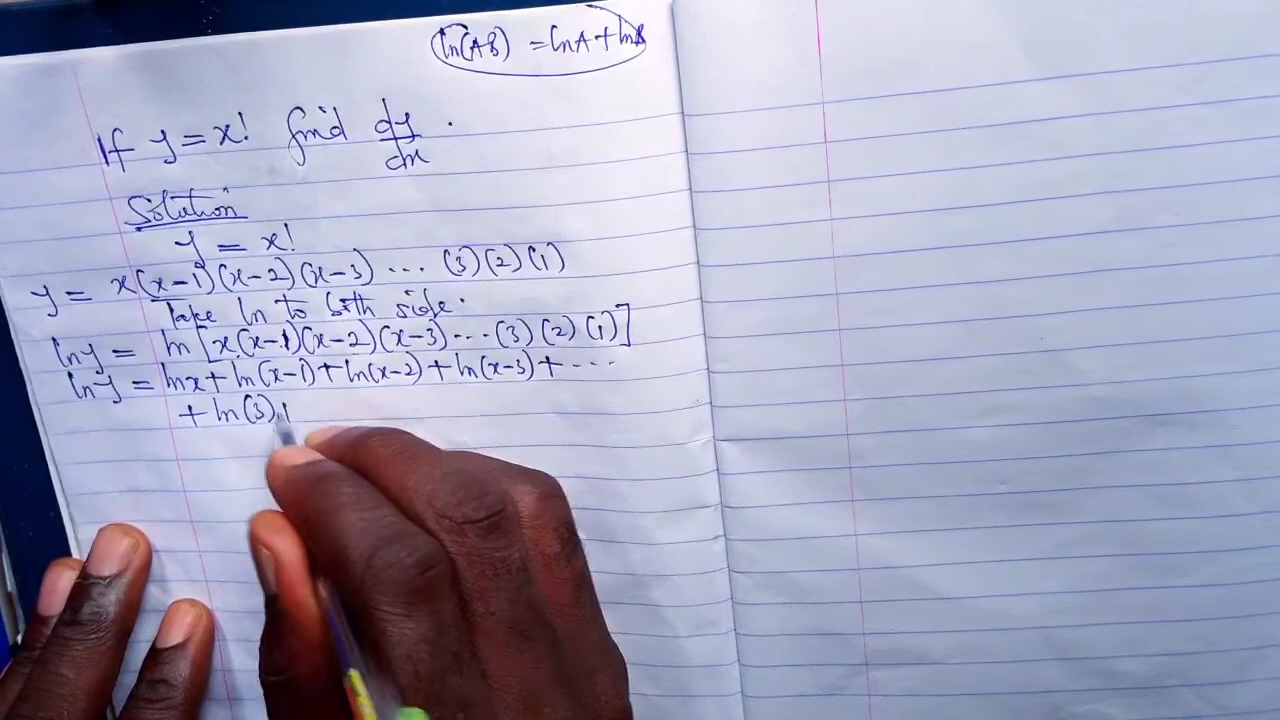 ln(AB) = lnA + lnB
If y = x! find dy/dx.
Solution
y = x!
y = x(x-1)(x-2)(x-3) ... (3)(2)(1)
Take ln to both side.
lny = ln[x(x-1)(x-2)(x-3)....(3)(2)(1)]
lny = lnx + ln(x-1) + ln(x-2) + ln(x-3) + ....
+ ln(3)